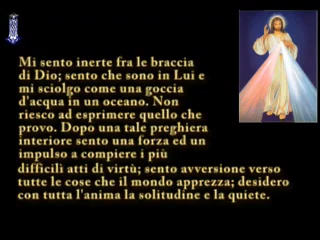 Mi sento inerte fra le braccia
di Dio; sento che sono in Lui e
mi sciolgo come una goccia
d'acqua in un oceano. Non
riesco ad esprimere quello che
provo. Dopo una tale preghiera
interiore sento una forza ed un
impulso a compiere i più
difficili atti di virtù; sento avversione verso
tutte le cose che il mondo apprezza; desidero
con tutta l'anima la solitudine e la quiete.